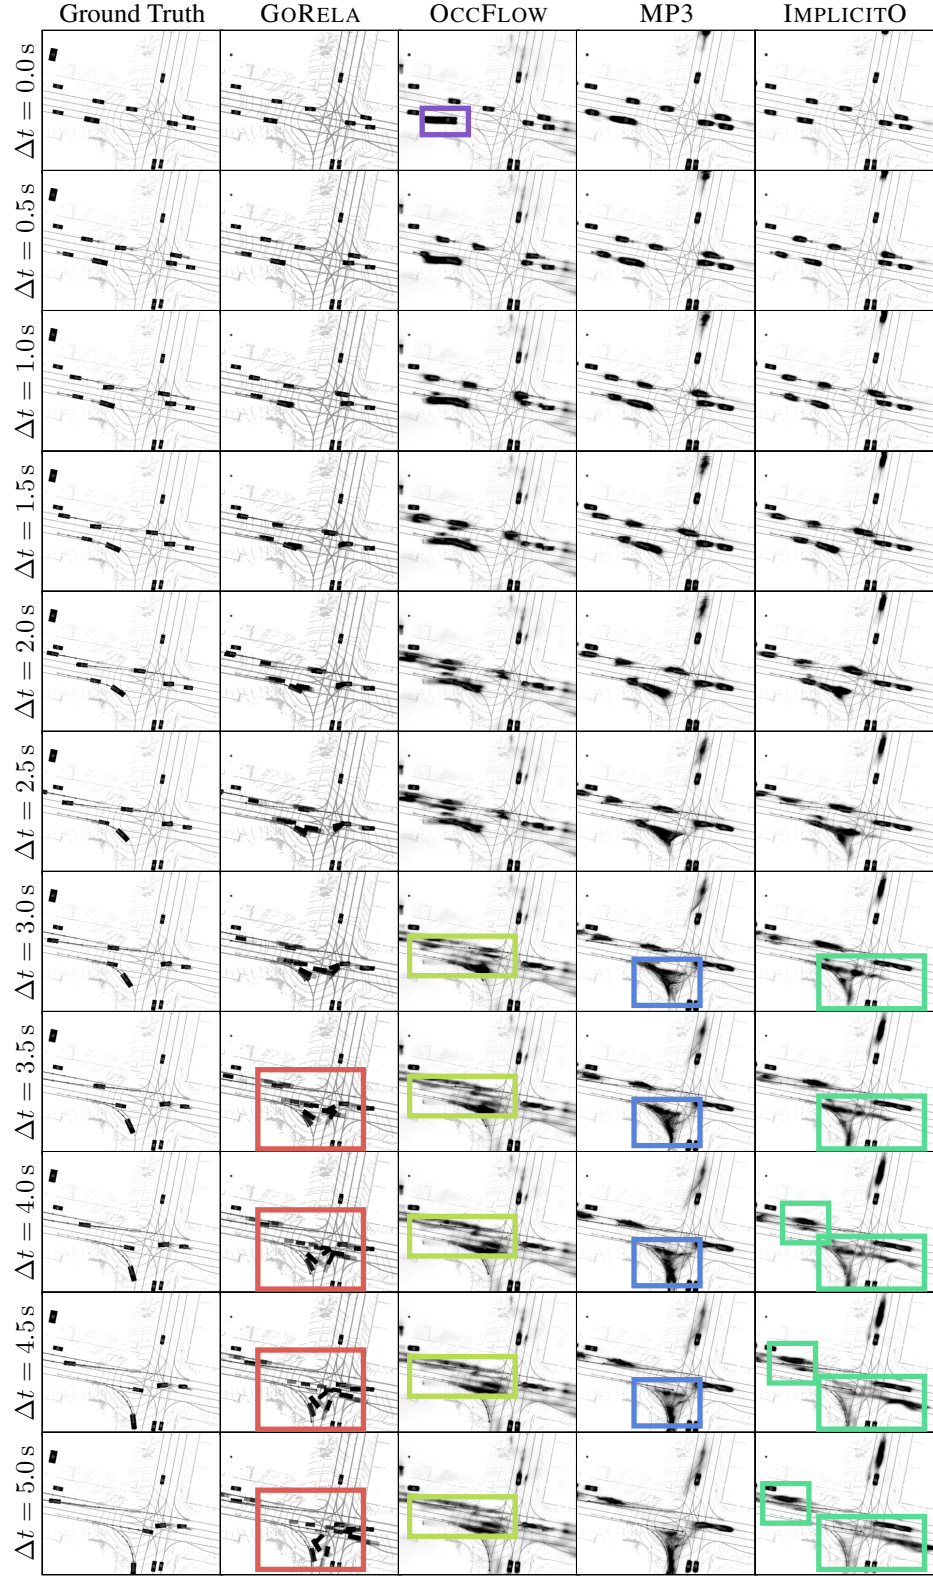 Ground Truth GORELA OCCFLOW MP3 IMPLICITO
Δt = 0.0 s
Δt = 0.5 s
Δt = 1.0 s
Δt = 1.5 s
Δt = 2.0 s
Δt = 2.5 s
Δt = 3.0 s
Δt = 3.5 s
Δt = 4.0 s
Δt = 4.5 s
Δt = 5.0 s